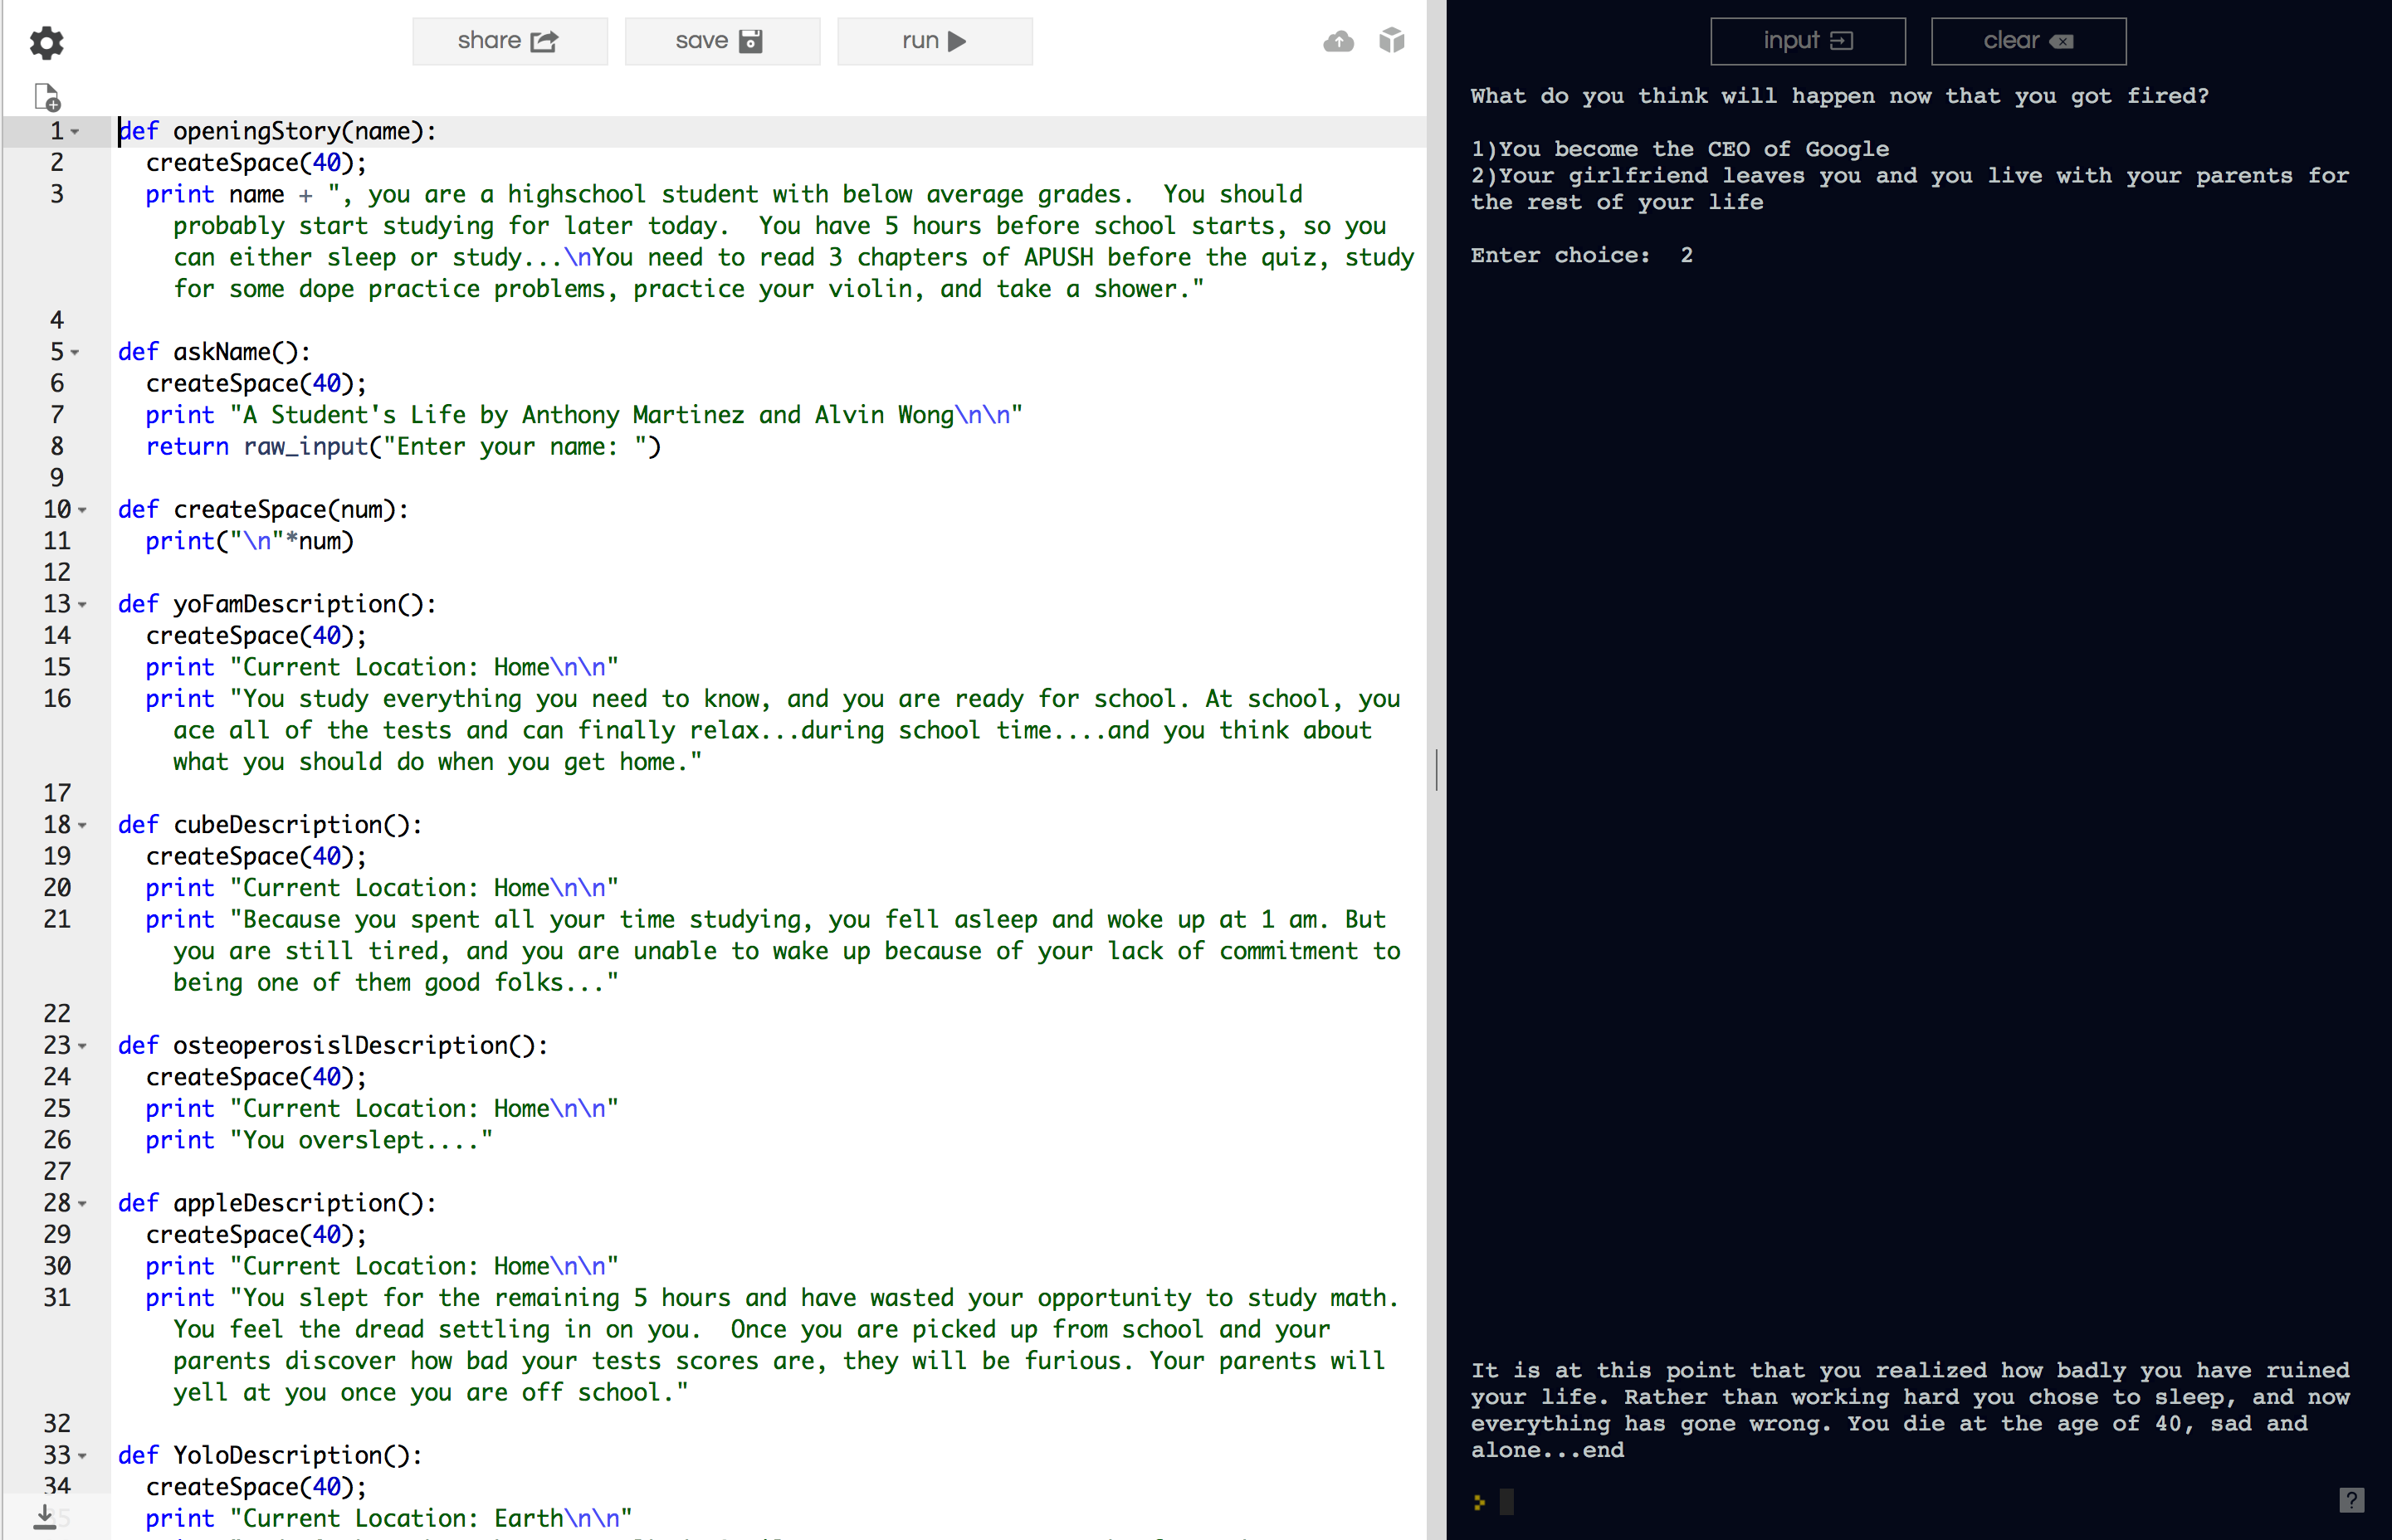 share
save
run
input
clear
1 def openingStory(name):
2 createSpace(40);
3 print name + ", you are a highschool student with below average grades.  You should
probably start studying for later today.  You have 5 hours before school starts, so you
can either sleep or study...\nYou need to read 3 chapters of APUSH before the quiz, study
for some dope practice problems, practice your violin, and take a shower."
4
5 def askName():
6 createSpace(40);
7 print "A Student's Life by Anthony Martinez and Alvin Wong\n\n"
8 return raw_input("Enter your name: ")
9
10 def createSpace(num):
11 print("\n"*num)
12
13 def yoFamDescription():
14 createSpace(40);
15 print "Current Location: Home\n\n"
16 print "You study everything you need to know, and you are ready for school. At school, you
ace all of the tests and can finally relax...during school time....and you think about
what you should do when you get home."
17
18 def cubeDescription():
19 createSpace(40);
20 print "Current Location: Home\n\n"
21 print "Because you spent all your time studying, you fell asleep and woke up at 1 am. But
you are still tired, and you are unable to wake up because of your lack of commitment to
being one of them good folks..."
22
23 def osteoperosislDescription():
24 createSpace(40);
25 print "Current Location: Home\n\n"
26 print "You overslept...."
27
28 def appleDescription():
29 createSpace(40);
30 print "Current Location: Home\n\n"
31 print "You slept for the remaining 5 hours and have wasted your opportunity to study math.
You feel the dread settling in on you.  Once you are picked up from school and your
parents discover how bad your tests scores are, they will be furious. Your parents will
yell at you once you are off school."
32
33 def YoloDescription():
34 createSpace(40);
35 print "Current Location: Earth\n\n"
What do you think will happen now that you got fired?
1)You become the CEO of Google
2)Your girlfriend leaves you and you live with your parents for
the rest of your life
Enter choice:  2
It is at this point that you realized how badly you have ruined
your life. Rather than working hard you chose to sleep, and now
everything has gone wrong. You die at the age of 40, sad and
alone...end
?